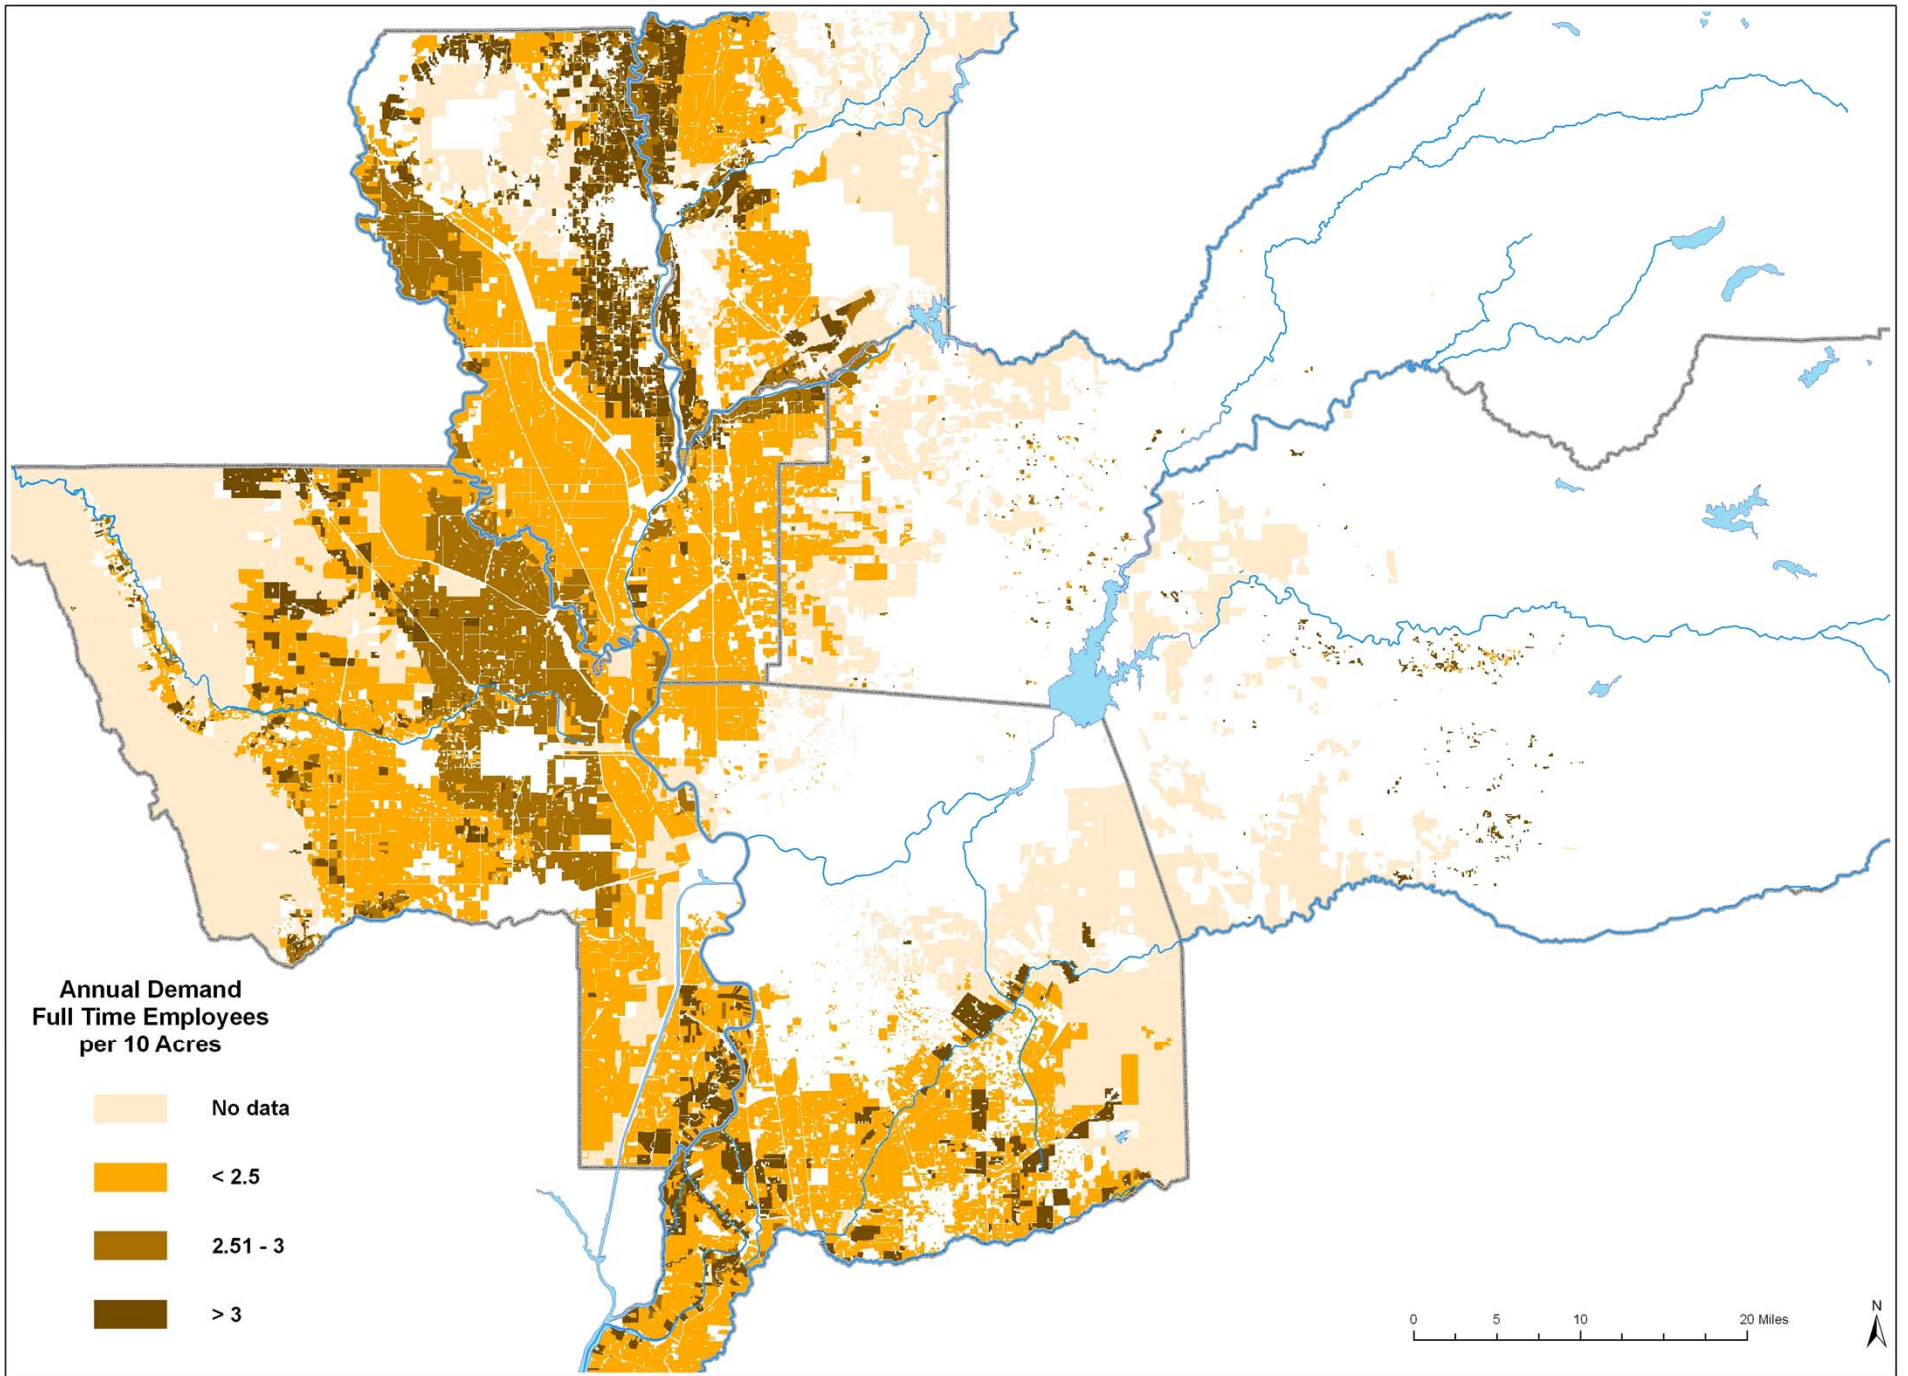 Annual Demand
Full Time Employees
per 10 Acres
No data
< 2.5
2.51 - 3
> 3
0 5 10 20 Miles
N